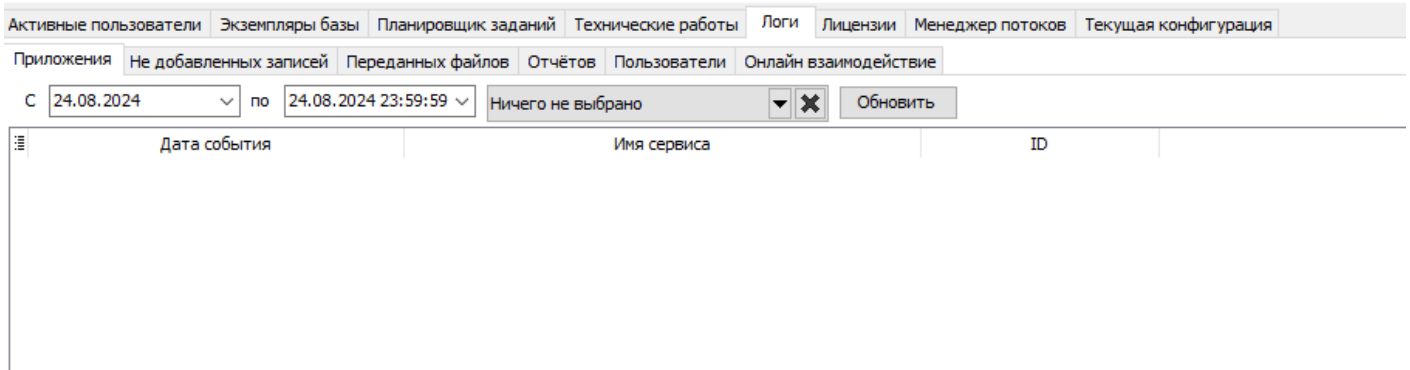 Активные пользователи Экземпляры базы Планировщик заданий Технические работы Логи Лицензии Менеджер потоков Текущая конфигурация
Приложения Не добавленных записей Переданных файлов Отчётов Пользователи Онлайн взаимодействие
С 24.08.2024 по 24.08.2024 23:59:59 Ничего не выбрано Обновить
Дата события Имя сервиса ID